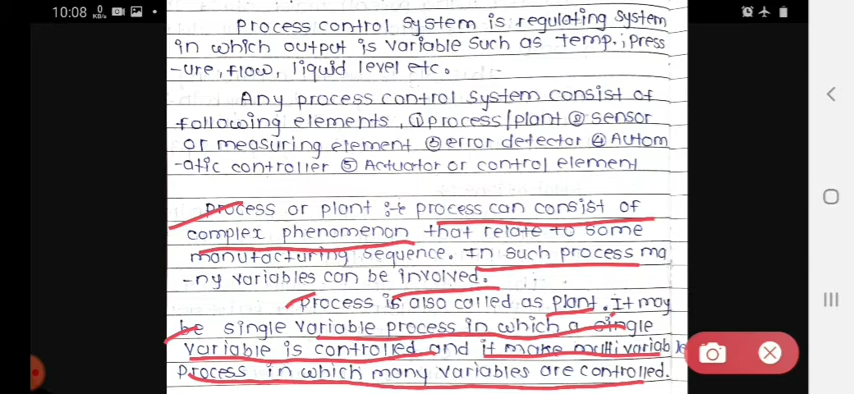 10:08
0
KB/s
Process control system is regulating system
in which output is variable such as temp., press
-ure, flow, liquid level etc.
Any process control system consist of
following elements, ① process/plant ② sensor
or measuring element ③ error detector ④ Autom
-atic controller ⑤ Actuator or control element
process or plant :-
process can consist of
complex phenomenon that relate to some
manufacturing sequence. In such process ma
-ny variables can be involved.
Process is also called as plant. It may
be single variable process in which a single
variable is controlled and it make multi variable
process in which many variables are controlled.